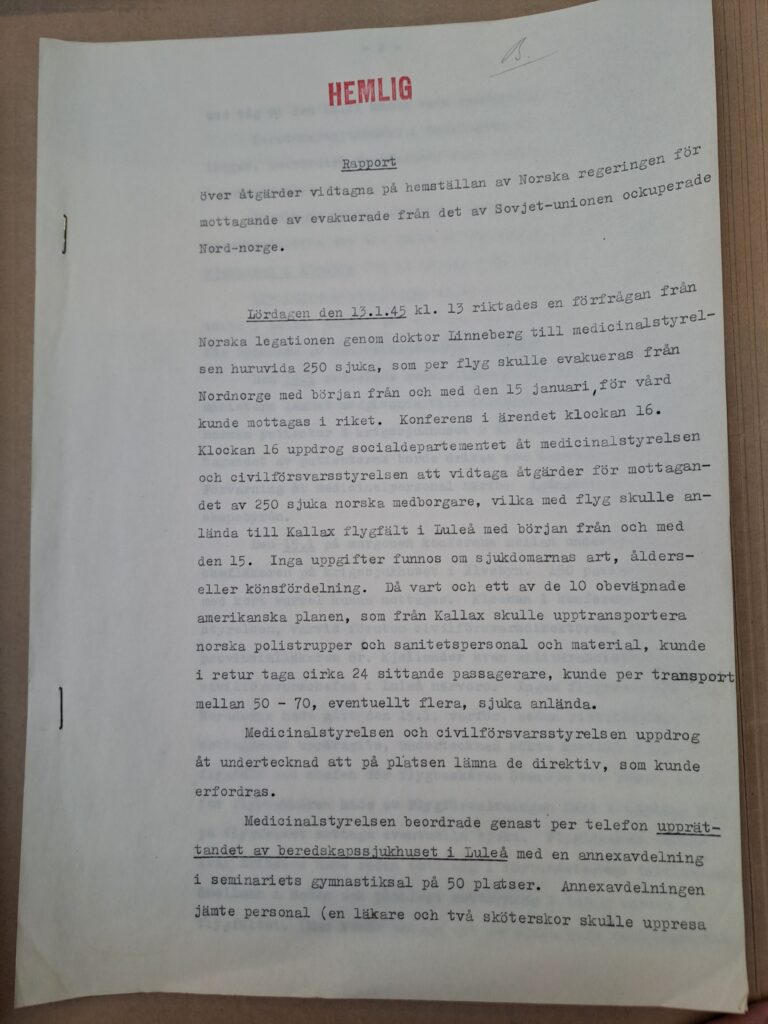 B.
HEMLIG
Rapport
över åtgärder vidtagna på hemställan av Norska regeringen för
mottagande av evakuerade från det av Sovjet-unionen ockuperade
Nord-norge.
Lördagen den 13.1.45 kl. 13 riktades en förfrågan från
Norska legationen genom doktor Linneberg till medicinalstyrel-
sen huruvida 250 sjuka, som per flyg skulle evakueras från
Nordnorge med början från och med den 15 januari, för vård
kunde mottagas i riket. Konferens i ärendet klockan 16.
Klockan 16 uppdrog socialdepartementet åt medicinalstyrelsen
och civilförsvarsstyrelsen att vidtaga åtgärder för mottagan-
det av 250 sjuka norska medborgare, vilka med flyg skulle an-
lända till Kallax flygfält i Luleå med början från och med
den 15. Inga uppgifter funnos om sjukdomarnas art, ålders-
eller könsfördelning. Då vart och ett av de 10 obeväpnade
amerikanska planen, som från Kallax skulle upptransportera
norska polistrupper och sanitetspersonal och material, kunde
i retur taga cirka 24 sittande passagerare, kunde per transport
mellan 50 - 70, eventuellt flera, sjuka anlända.
Medicinalstyrelsen och civilförsvarsstyrelsen uppdrog
åt undertecknad att på platsen lämna de direktiv, som kunde
erfordras.
Medicinalstyrelsen beordrade genast per telefon upprät-
tandet av beredskapssjukhuset i Luleå med en annexavdelning
i seminariets gymnastiksal på 50 platser. Annexavdelningen
jämte personal (en läkare och två sköterskor skulle uppresa